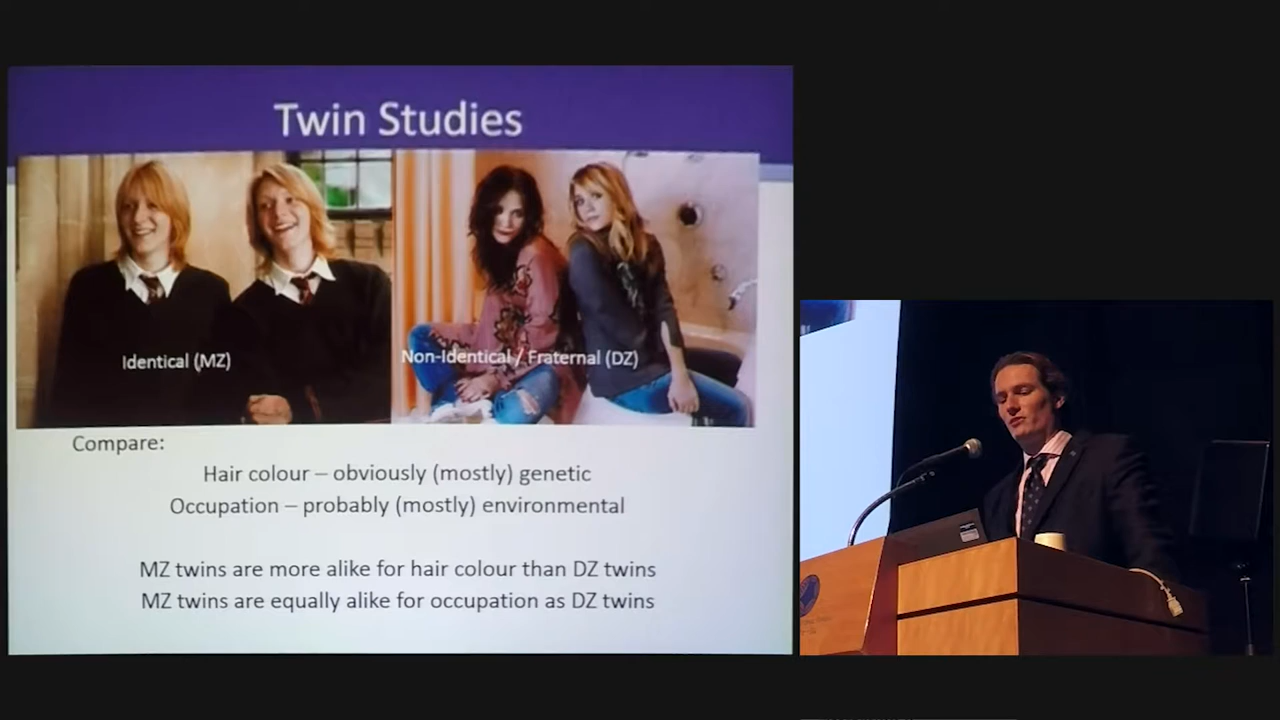 Twin Studies
Identical (MZ)
Non-Identical / Fraternal (DZ)
Compare:
Hair colour – obviously (mostly) genetic
Occupation – probably (mostly) environmental
MZ twins are more alike for hair colour than DZ twins
MZ twins are equally alike for occupation as DZ twins